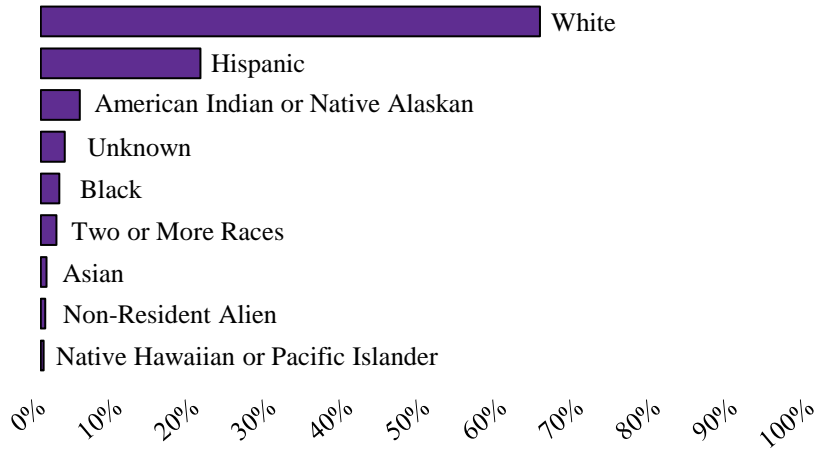 White
Hispanic
American Indian or Native Alaskan
Unknown
Black
Two or More Races
Asian
Non-Resident Alien
Native Hawaiian or Pacific Islander
0% 10% 20% 30% 40% 50% 60% 70% 80% 90% 100%